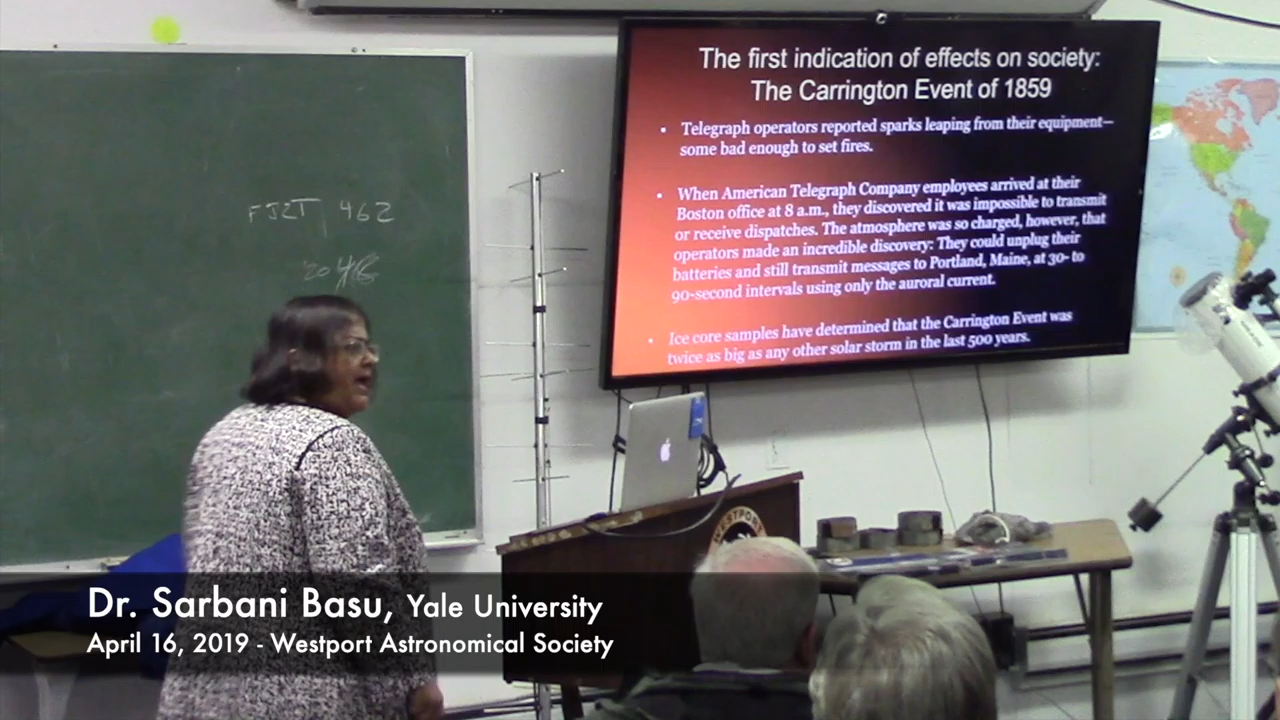 The first indication of effects on society:
The Carrington Event of 1859
• Telegraph operators reported sparks leaping from their equipment—
some bad enough to set fires.
• When American Telegraph Company employees arrived at their
Boston office at 8 a.m., they discovered it was impossible to transmit
or receive dispatches. The atmosphere was so charged, however, that
operators made an incredible discovery: They could unplug their
batteries and still transmit messages to Portland, Maine, at 30- to
90-second intervals using only the auroral current.
• Ice core samples have determined that the Carrington Event was
twice as big as any other solar storm in the last 500 years.
462
WESTPORT
Dr. Sarbani Basu, Yale University
April 16, 2019 - Westport Astronomical Society